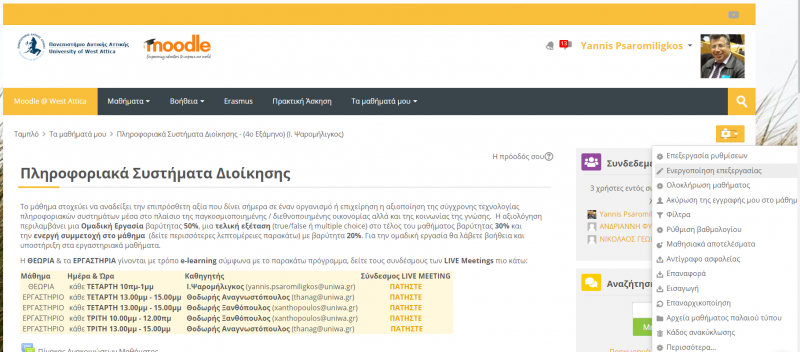 Πανεπιστήμιο Δυτικής Αττικής
University of West Attica
moodle
13
Yannis Psaromiligkos
Moodle @ West Attica
Μαθήματα
Βοήθεια
Erasmus
Πρακτική Άσκηση
Τα μαθήματά μου
Ταμπλό > Τα μαθήματά μου > Πληροφοριακά Συστήματα Διοίκησης - (4ο Εξάμηνο) (Ι. Ψαρομήλιγκος)
Η πρόοδός σου
Πληροφοριακά Συστήματα Διοίκησης
Το μάθημα στοχεύει να αναδείξει την επιπρόσθετη αξία που δίνει σήμερα σε έναν οργανισμό ή επιχείρηση η αξιοποίηση της σύγχρονης τεχνολογίας
πληροφοριακών συστημάτων μέσα στο πλαίσιο της παγκοσμιοποιημένης / διεθνοποιημένης οικονομίας αλλά και της κοινωνίας της γνώσης. Η αξιολόγηση
περιλαμβάνει μια Ομαδική Εργασία βαρύτητας 50%, μια τελική εξέταση (true/false ή multiple choice) στο τέλος του μαθήματος βαρύτητας 30% και
την ενεργή συμμετοχή στο μάθημα (δείτε περισσότερες λεπτομέρειες παρακάτω) με βαρύτητα 20%. Για την ομαδική εργασία θα λάβετε βοήθεια και
υποστήριξη στα εργαστηριακά μαθήματα.
Η ΘΕΩΡΙΑ & τα ΕΡΓΑΣΤΗΡΙΑ γίνονται με τρόπο e-learning σύμφωνα με το παρακάτω πρόγραμμα, δείτε τους συνδέσμους των LIVE Meetings πιο κάτω:
Μάθημα Ημέρα & Ώρα Καθηγητής Σύνδεσμος LIVE MEETING
ΘΕΩΡΙΑ κάθε ΤΕΤΑΡΤΗ 10πμ-1μμ Ι.Ψαρομήλιγκος (yannis.psaromiligkos@uniwa.gr) ΠΑΤΗΣΤΕ
ΕΡΓΑΣΤΗΡΙΟ κάθε ΤΕΤΑΡΤΗ 13.00μμ - 15.00μμ Θοδωρής Αναγνωστόπουλος (thanag@uniwa.gr) ΠΑΤΗΣΤΕ
ΕΡΓΑΣΤΗΡΙΟ κάθε ΤΕΤΑΡΤΗ 13.00μμ - 15.00μμ Θοδωρής Ξανθόπουλος (xanthopoulos@uniwa.gr) ΠΑΤΗΣΤΕ
ΕΡΓΑΣΤΗΡΙΟ κάθε ΤΡΙΤΗ 10.00μμ - 12.00πμ Θοδωρής Ξανθόπουλος (xanthopoulos@uniwa.gr) ΠΑΤΗΣΤΕ
ΕΡΓΑΣΤΗΡΙΟ κάθε ΤΡΙΤΗ 13.00μμ - 15.00μμ Θοδωρής Αναγνωστόπουλος (thanag@uniwa.gr) ΠΑΤΗΣΤΕ
Πίνακας Ανακοινώσεων Μαθήματος
Συνδεδεμ
3 χρήστες εντός συ
Yannis Psaromil
ΑΝΔΡΙΑΝΝΗ ΦΥ
ΝΙΚΟΛΑΟΣ ΓΕΩ
Αναζήτησ
Επεξεργασία ρυθμίσεων
Ενεργοποίηση επεξεργασίας
Ολοκλήρωση μαθήματος
Ακύρωση της εγγραφής μου στο μάθημ
Φίλτρα
Ρύθμιση βαθμολογίου
Μαθησιακά αποτελέσματα
Αντίγραφο ασφαλείας
Επαναφορά
Εισαγωγή
Επαναρχικοποίηση
Αρχεία μαθήματος παλαιού τύπου
Κάδος ανακύκλωσης
Περισσότερα...